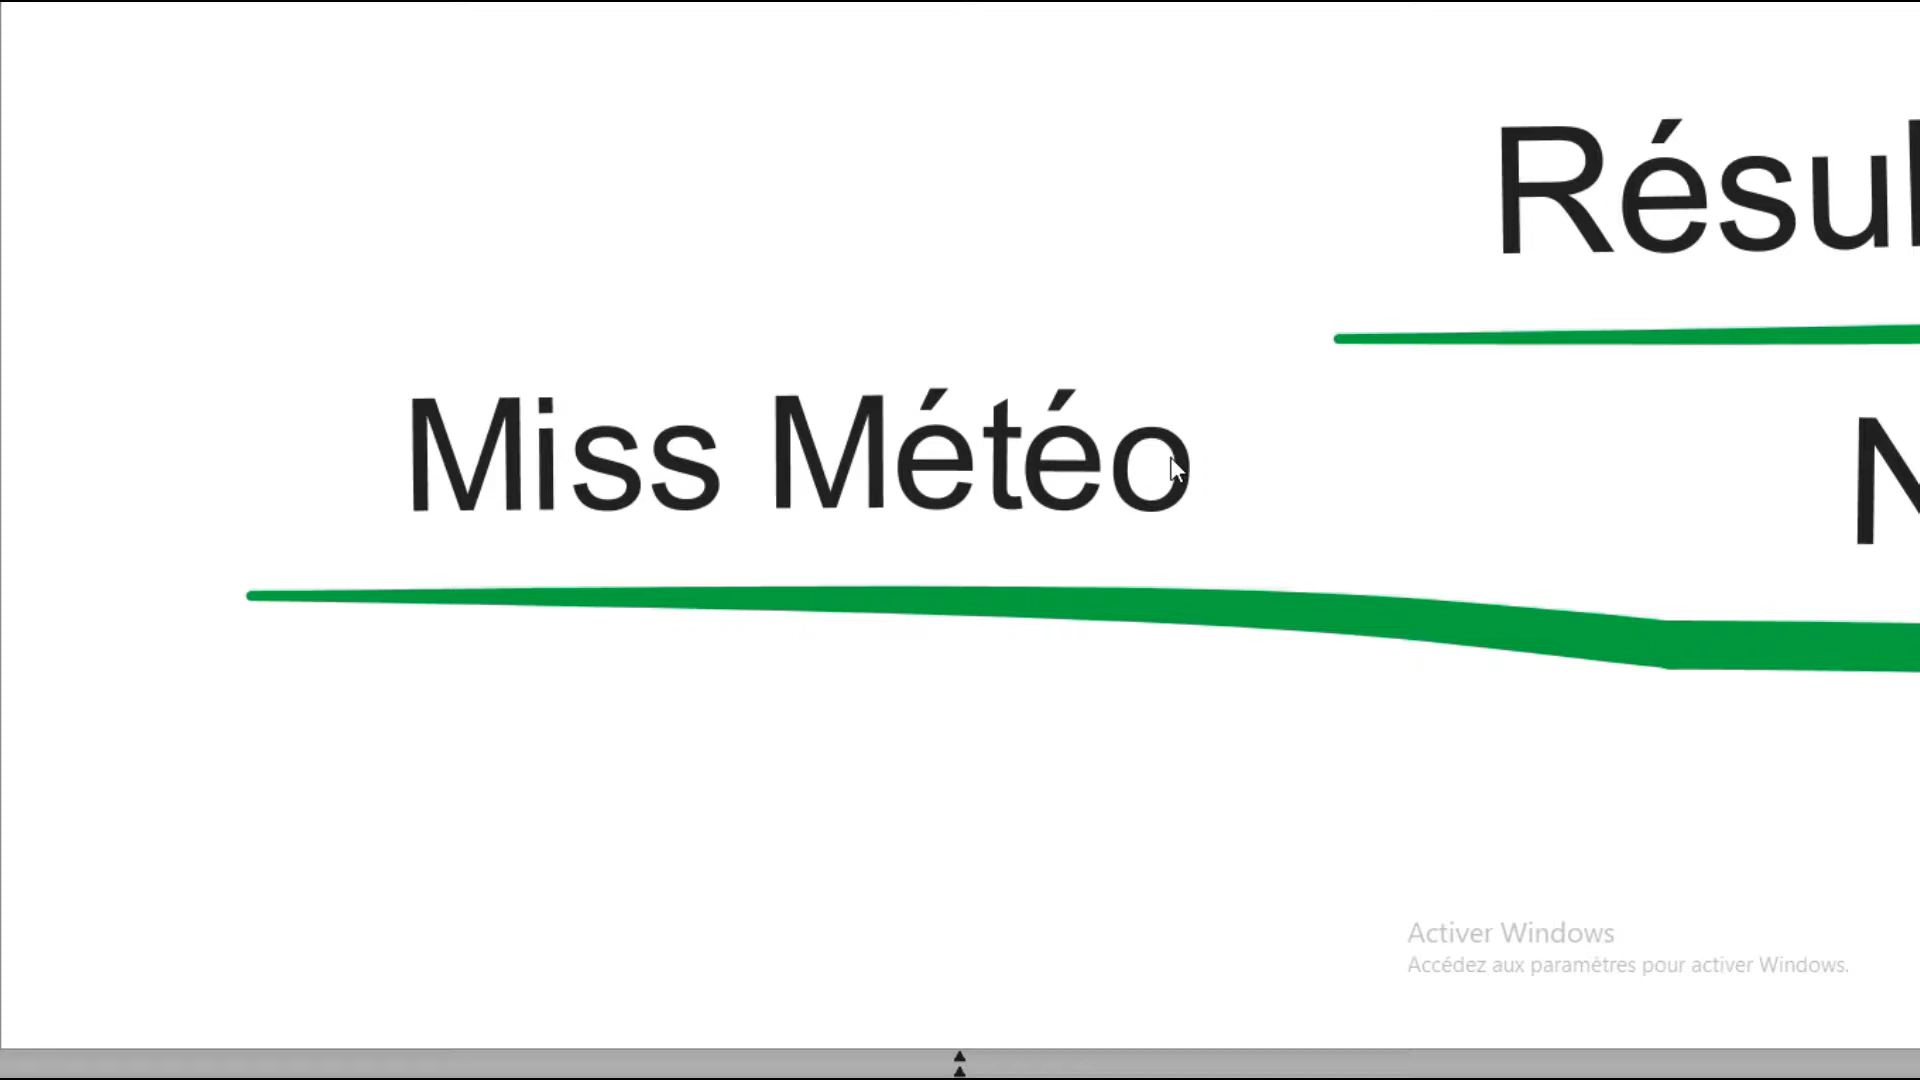 Résul
Miss Météo
N
Activer Windows
Accédez aux paramètres pour activer Windows.